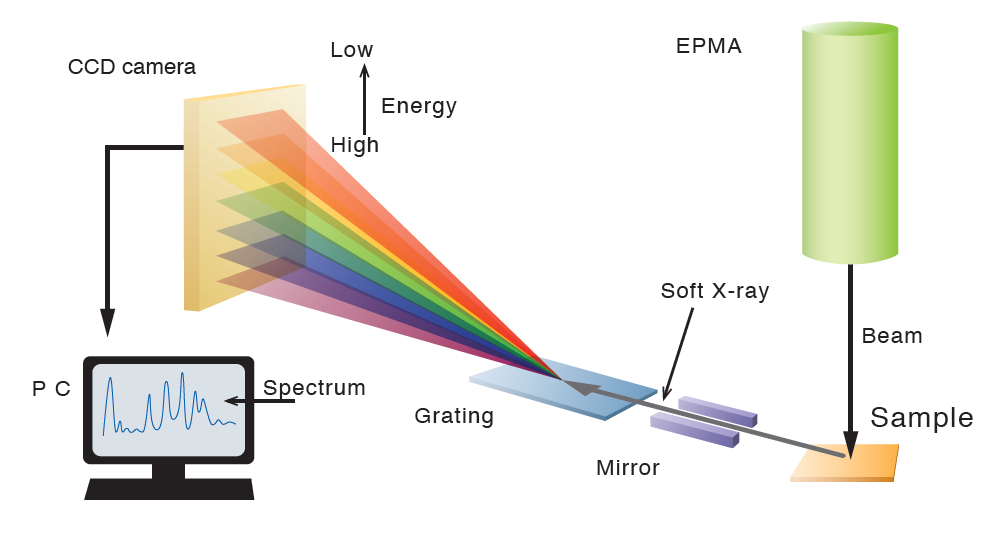 Low
EPMA
CCD camera
Energy
High
Soft X-ray
Beam
P C
Spectrum
Grating
Sample
Mirror